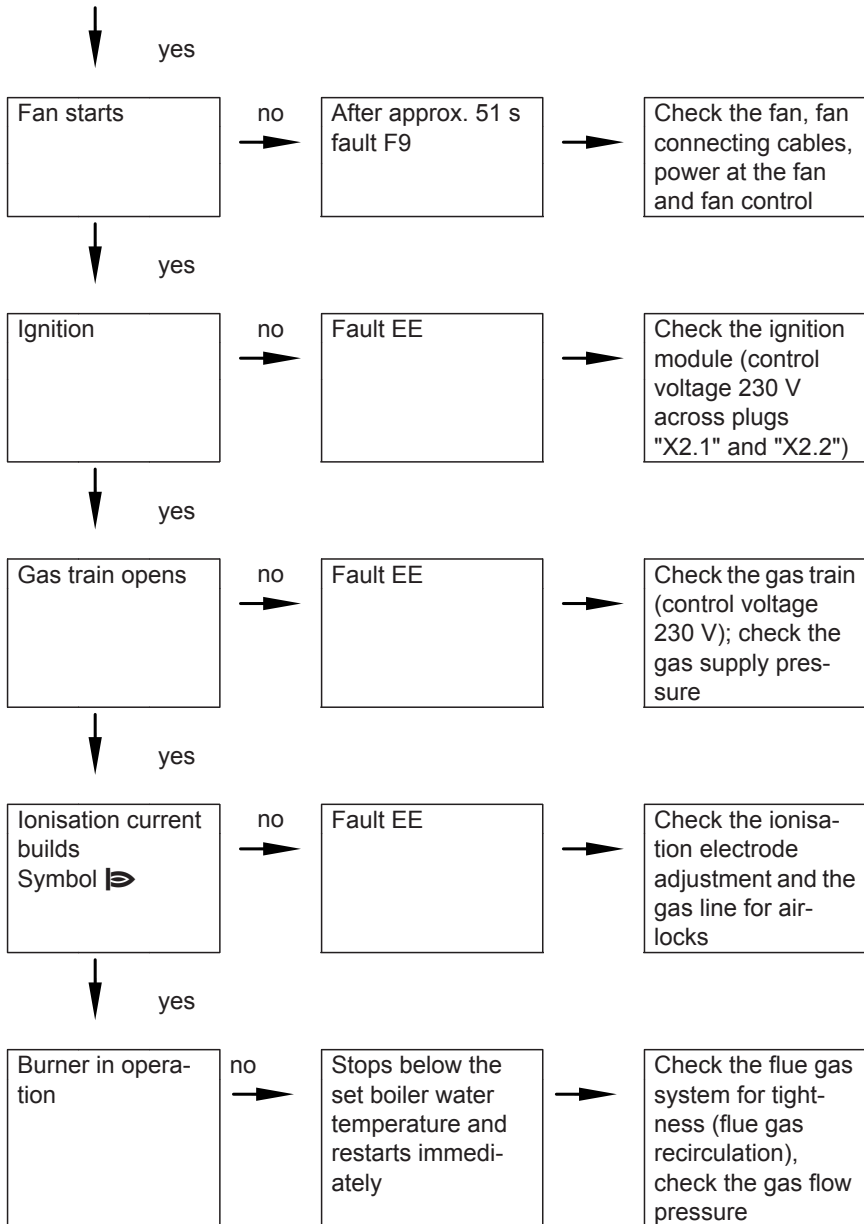 yes
Fan starts
no
After approx. 51 s
fault F9
Check the fan, fan
connecting cables,
power at the fan
and fan control
yes
Ignition
no
Fault EE
Check the ignition
module (control
voltage 230 V
across plugs
"X2.1" and "X2.2")
yes
Gas train opens
no
Fault EE
Check the gas train
(control voltage
230 V); check the
gas supply pres-
sure
yes
Ionisation current
builds
Symbol
no
Fault EE
Check the ionisa-
tion electrode
adjustment and the
gas line for air-
locks
yes
Burner in opera-
tion
no
Stops below the
set boiler water
temperature and
restarts immedi-
ately
Check the flue gas
system for tight-
ness (flue gas
recirculation),
check the gas flow
pressure